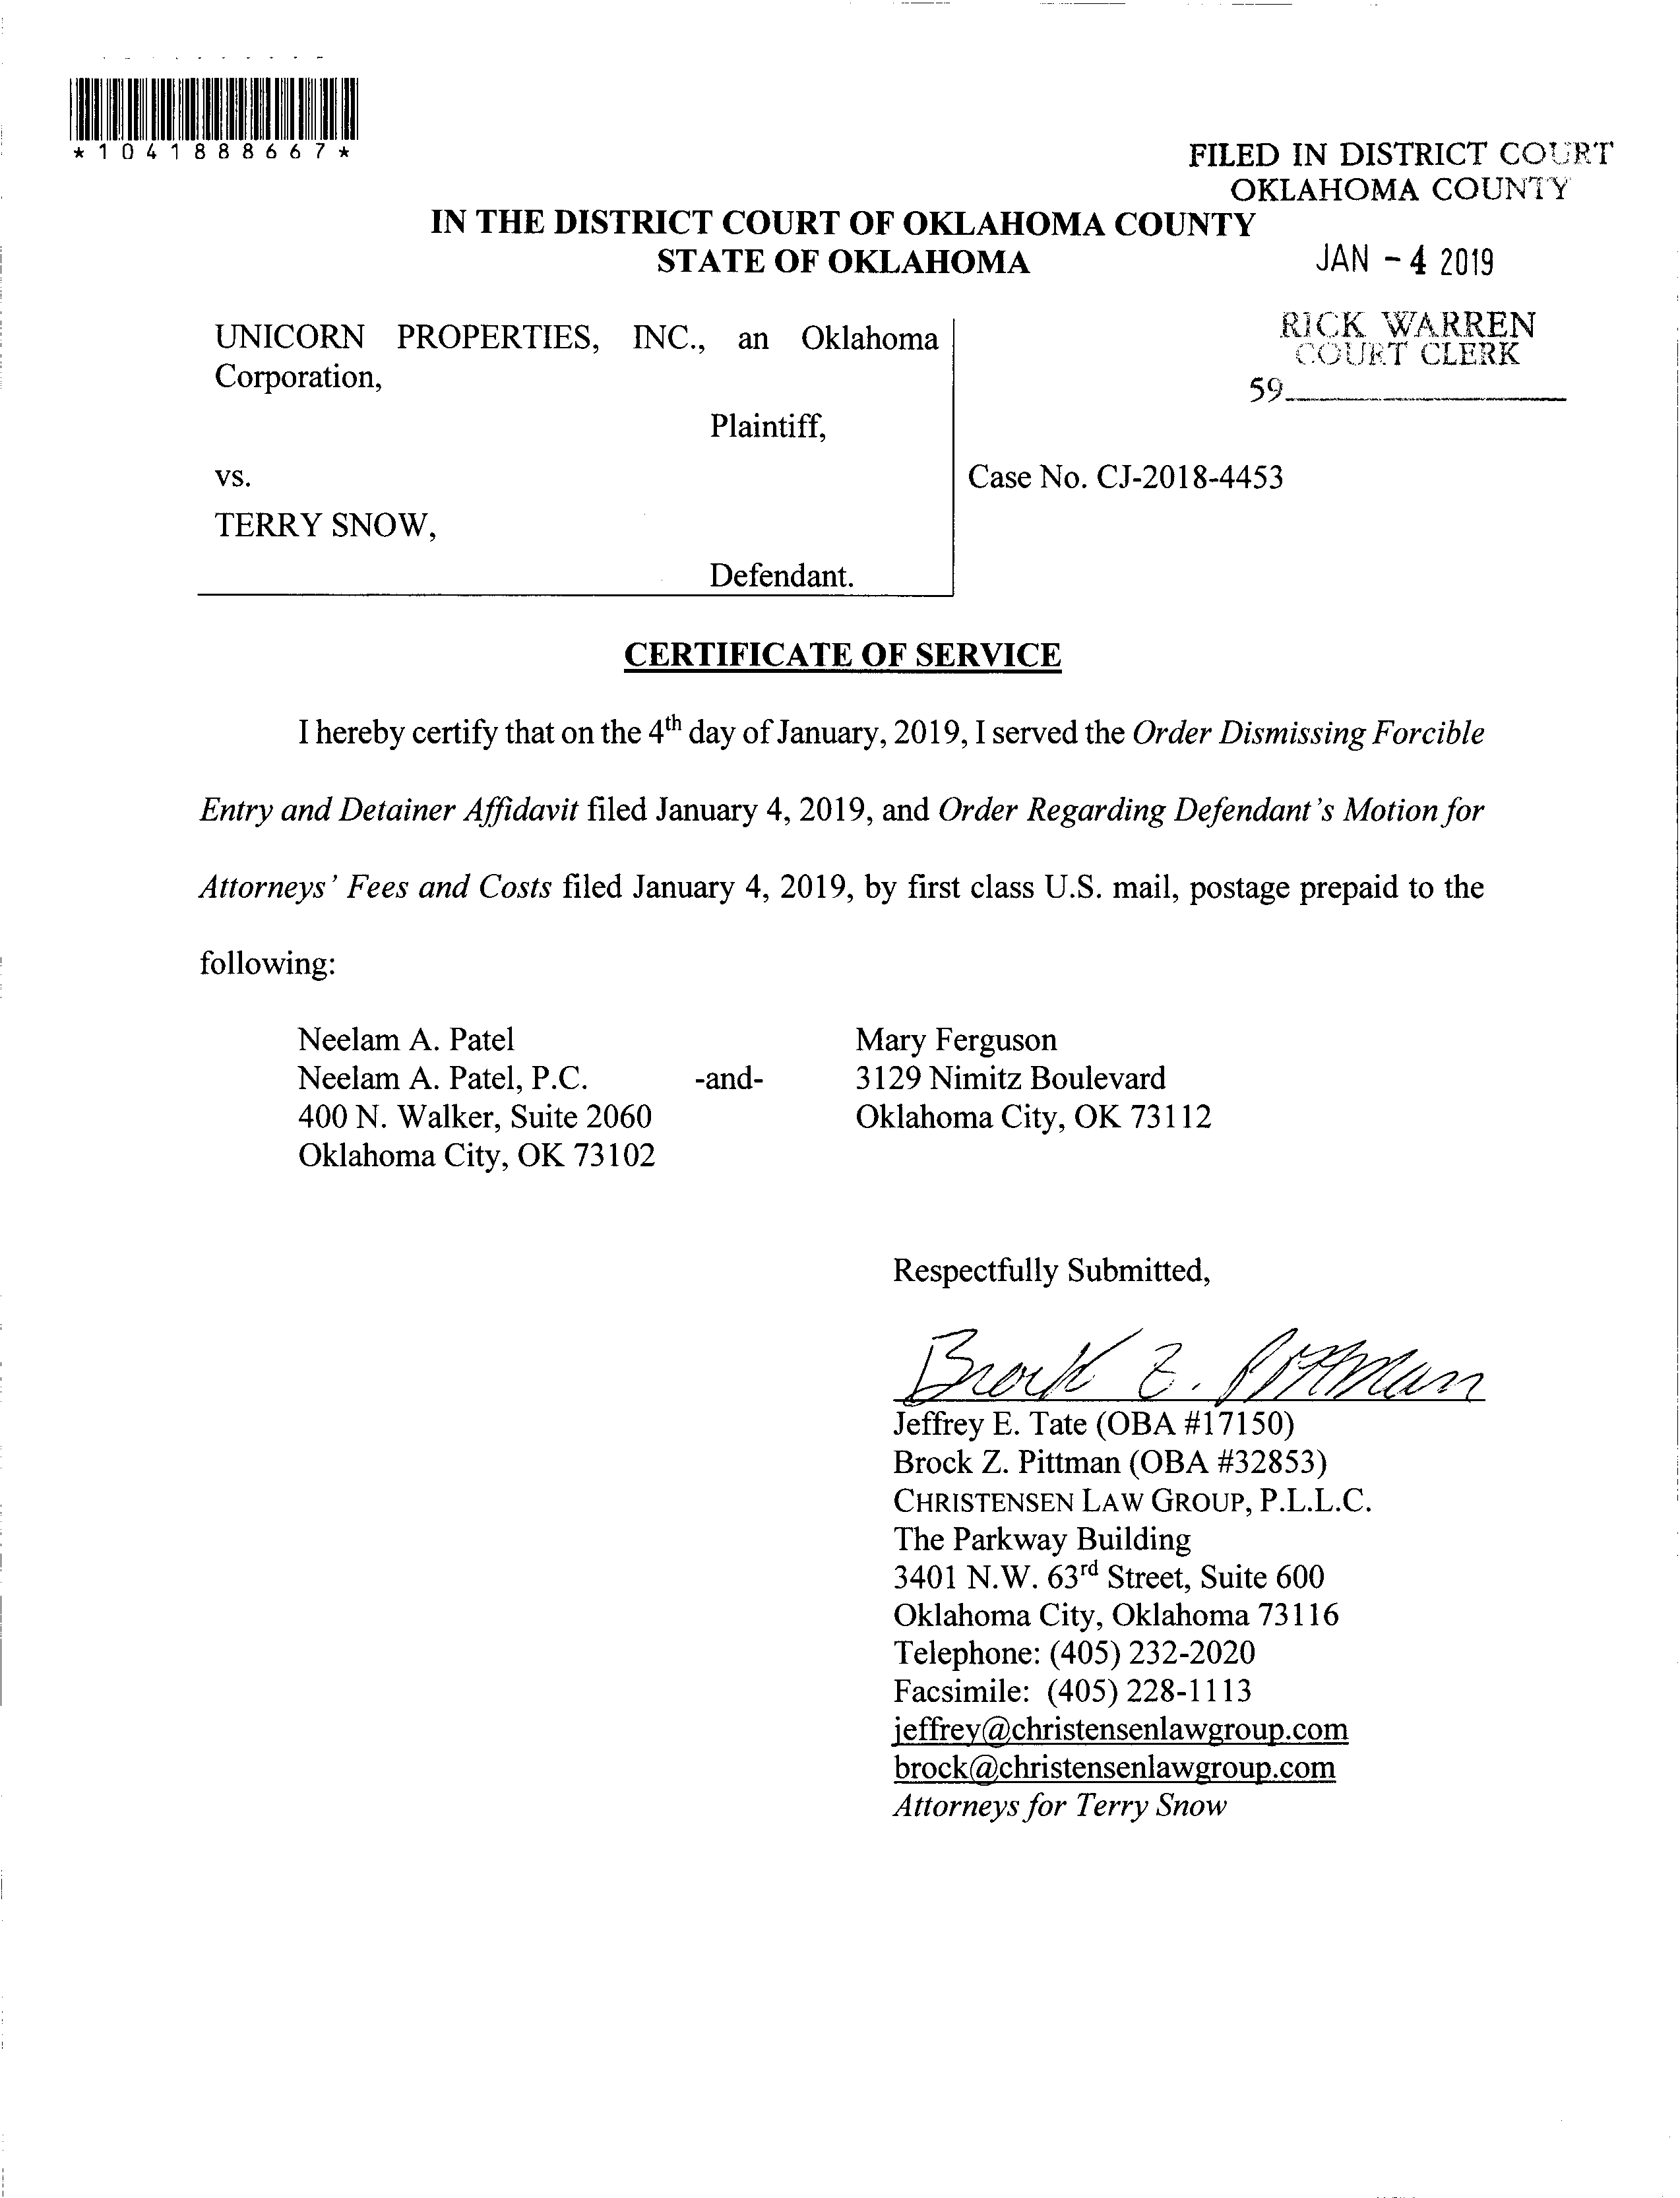 *1041888667*
FILED IN DISTRICT COURT
OKLAHOMA COUNTY
IN THE DISTRICT COURT OF OKLAHOMA COUNTY
STATE OF OKLAHOMA
JAN - 4 2019
RICK WARREN
COURT CLERK
59
UNICORN PROPERTIES, INC., an Oklahoma
Corporation,
Plaintiff,
vs.
Case No. CJ-2018-4453
TERRY SNOW,
Defendant.
CERTIFICATE OF SERVICE
I hereby certify that on the 4th day of January, 2019, I served the Order Dismissing Forcible
Entry and Detainer Affidavit filed January 4, 2019, and Order Regarding Defendant's Motion for
Attorneys' Fees and Costs filed January 4, 2019, by first class U.S. mail, postage prepaid to the
following:
Neelam A. Patel
Neelam A. Patel, P.C.
400 N. Walker, Suite 2060
Oklahoma City, OK 73102
-and-
Mary Ferguson
3129 Nimitz Boulevard
Oklahoma City, OK 73112
Respectfully Submitted,
Brock Z. Pittman
Jeffrey E. Tate (OBA #17150)
Brock Z. Pittman (OBA #32853)
CHRISTENSEN LAW GROUP, P.L.L.C.
The Parkway Building
3401 N.W. 63rd Street, Suite 600
Oklahoma City, Oklahoma 73116
Telephone: (405) 232-2020
Facsimile: (405) 228-1113
jeffrey@christensenlawgroup.com
brock@christensenlawgroup.com
Attorneys for Terry Snow